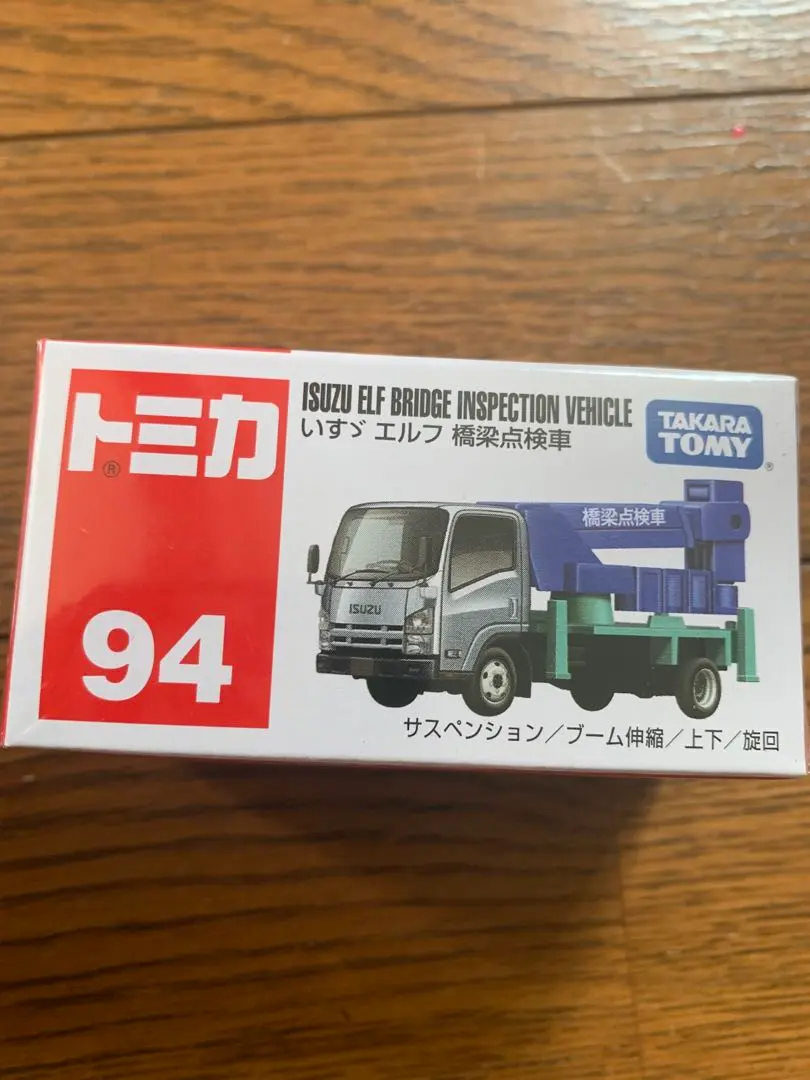 トミカ
®
94
ISUZU ELF BRIDGE INSPECTION VEHICLE
いすゞ エルフ 橋梁点検車
TAKARA
TOMY
®
橋梁点検車
ISUZU
サスペンション/ブーム伸縮/上下/旋回